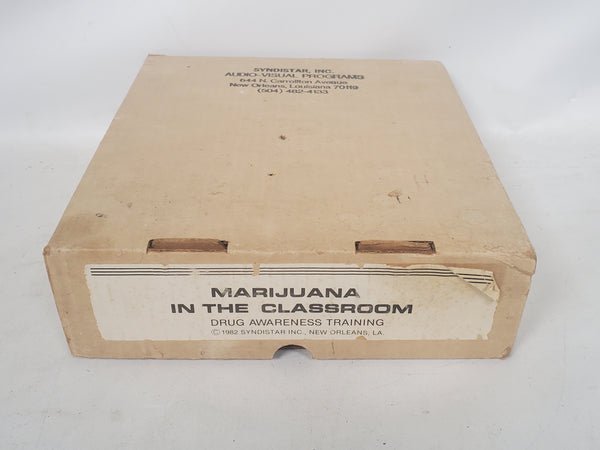 SYNDISTAR, INC.
AUDIO-VISUAL PROGRAMS
644 N. Carrollton Avenue
New Orleans, Louisiana 70119
(504) 482-4133
MARIJUANA
IN THE CLASSROOM
DRUG AWARENESS TRAINING
© 1982 SYNDISTAR INC., NEW ORLEANS, LA.